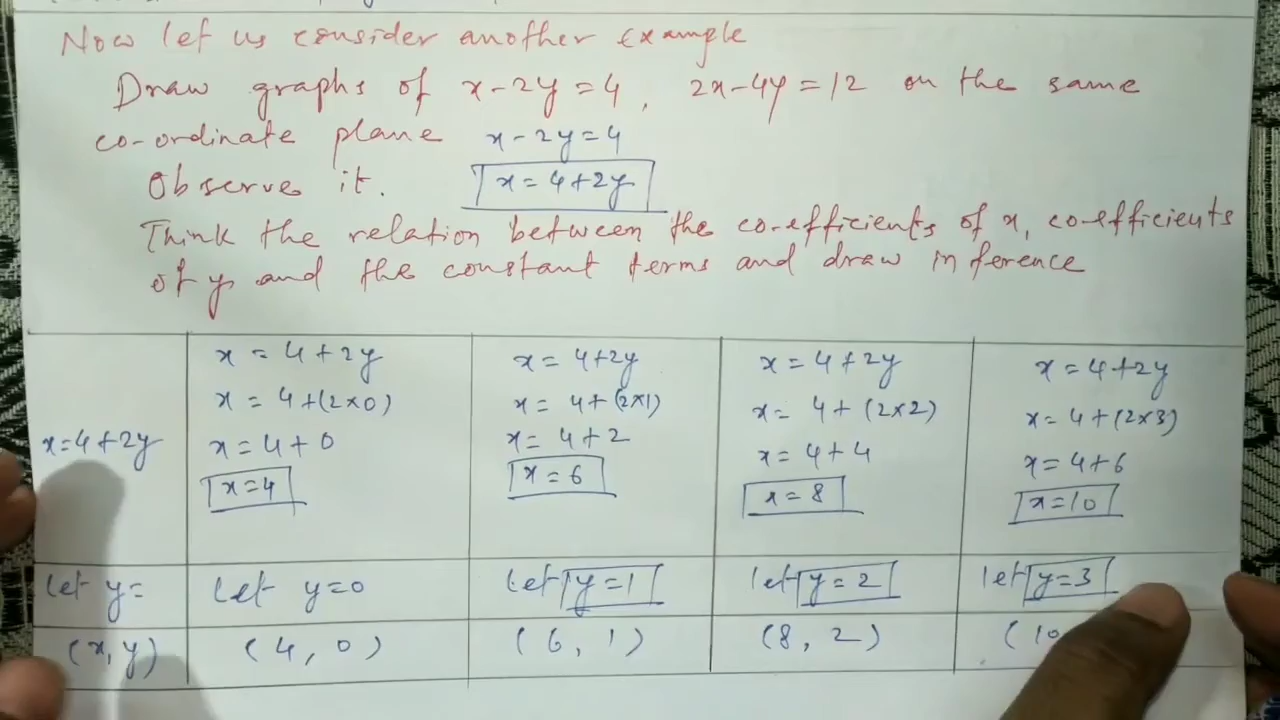 Now let us consider another Example
Draw graphs of x-2y=4, 2x-4y=12 on the same
co-ordinate plane x-2y=4
Observe it. x=4+2y
Think the relation between the co-efficients of x, co-efficients
of y and the constant terms and draw inference
x=4+2y x=4+2y x=4+2y x=4+2y
x=4+(2×0) x=4+(2×1) x=4+(2×2) x=4+(2×3)
x=4+2y x=4+0 x=4+2 x=4+4 x=4+6
x=4 x=6 x=8 x=10
let y= let y=0 let y=1 let y=2 let y=3
(x,y) (4,0) (6,1) (8,2) (10